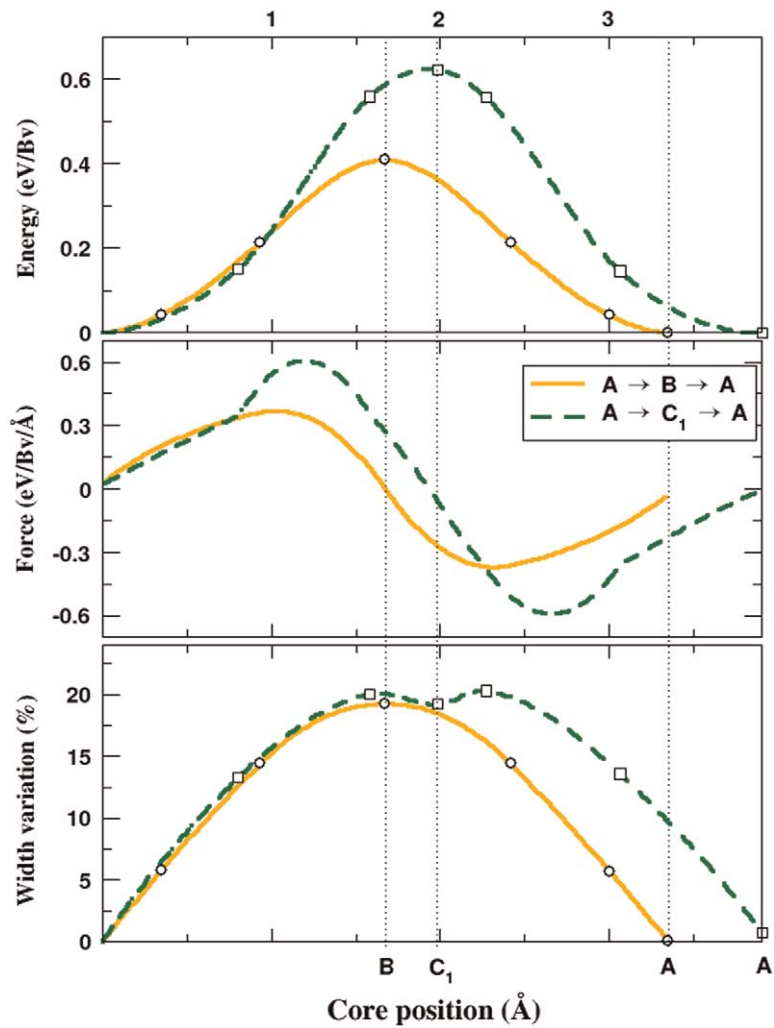 1 2 3
Energy (eV/Bv)
0.6
0.4
0.2
0
Force (eV/Bv/Å)
0.6
0.3
0
-0.3
-0.6
A → B → A
A → C₁ → A
Width variation (%)
20
15
10
5
0
B C₁ A A
Core position (Å)